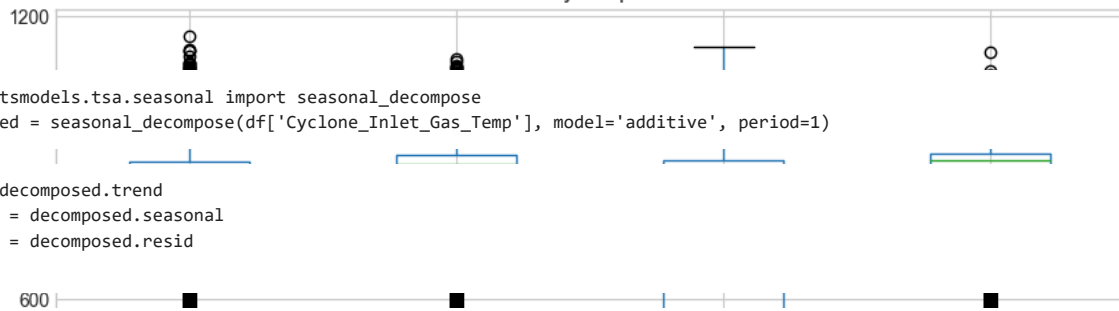 1200
tsmodels.tsa.seasonal import seasonal_decompose
ed = seasonal_decompose(df['Cyclone_Inlet_Gas_Temp'], model='additive', period=1)
decomposed.trend
= decomposed.seasonal
= decomposed.resid
600